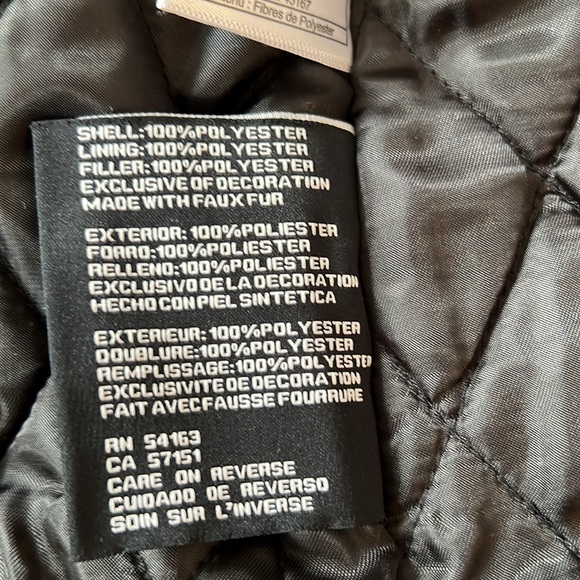 : Fibres de Polyester
SHELL:100%POLYESTER
LINING:100%POLYESTER
FILLER:100%POLYESTER
EXCLUSIVE OF DECORATION
MADE WITH FAUX FUR
EXTERIOR:100%POLIESTER
FORRO:100%POLIESTER
RELLENO:100%POLIESTER
EXCLUSIVO DE LA DECORATION
HECHO CON PIEL SINTETICA
EXTERIEUR:100%POLYESTER
DOUBLURE:100%POLYESTER
REMPLISSAGE:100%POLYESTER
EXCLUSIVITE DE DECORATION
FAIT AVEC FAUSSE FOURRURE
RN 54163
CA 57151
CARE ON REVERSE
CUIDADO DE REVERSO
SOIN SUR L'INVERSE